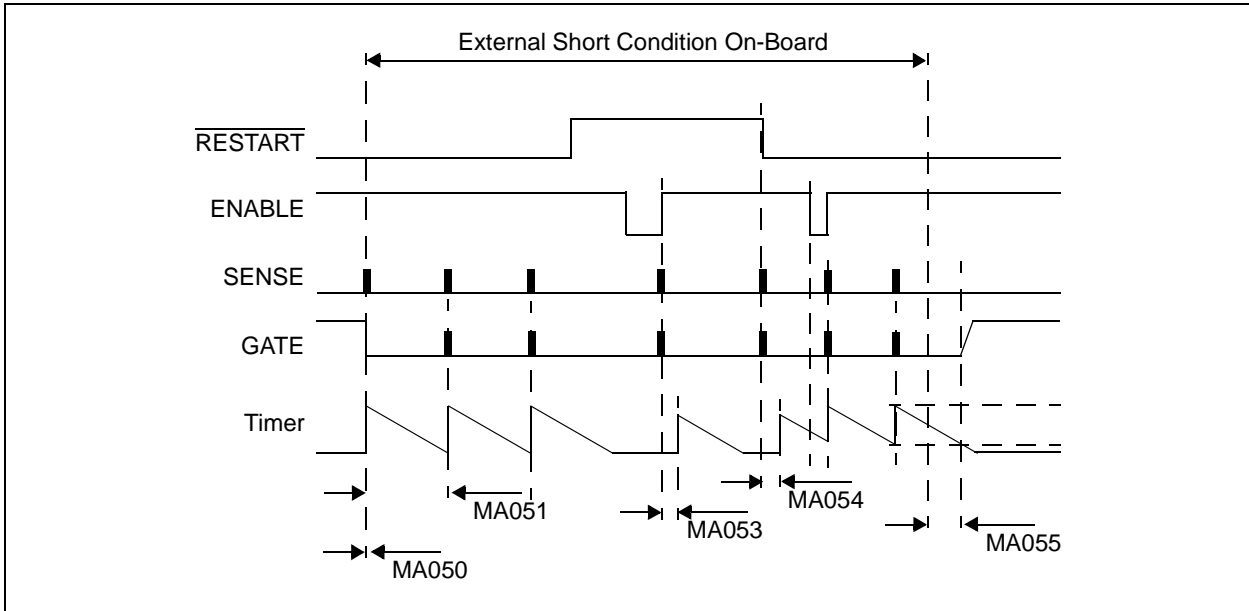 External Short Condition On-Board
RESTART
ENABLE
SENSE
GATE
Timer
MA051
MA054
MA053
MA055
MA050